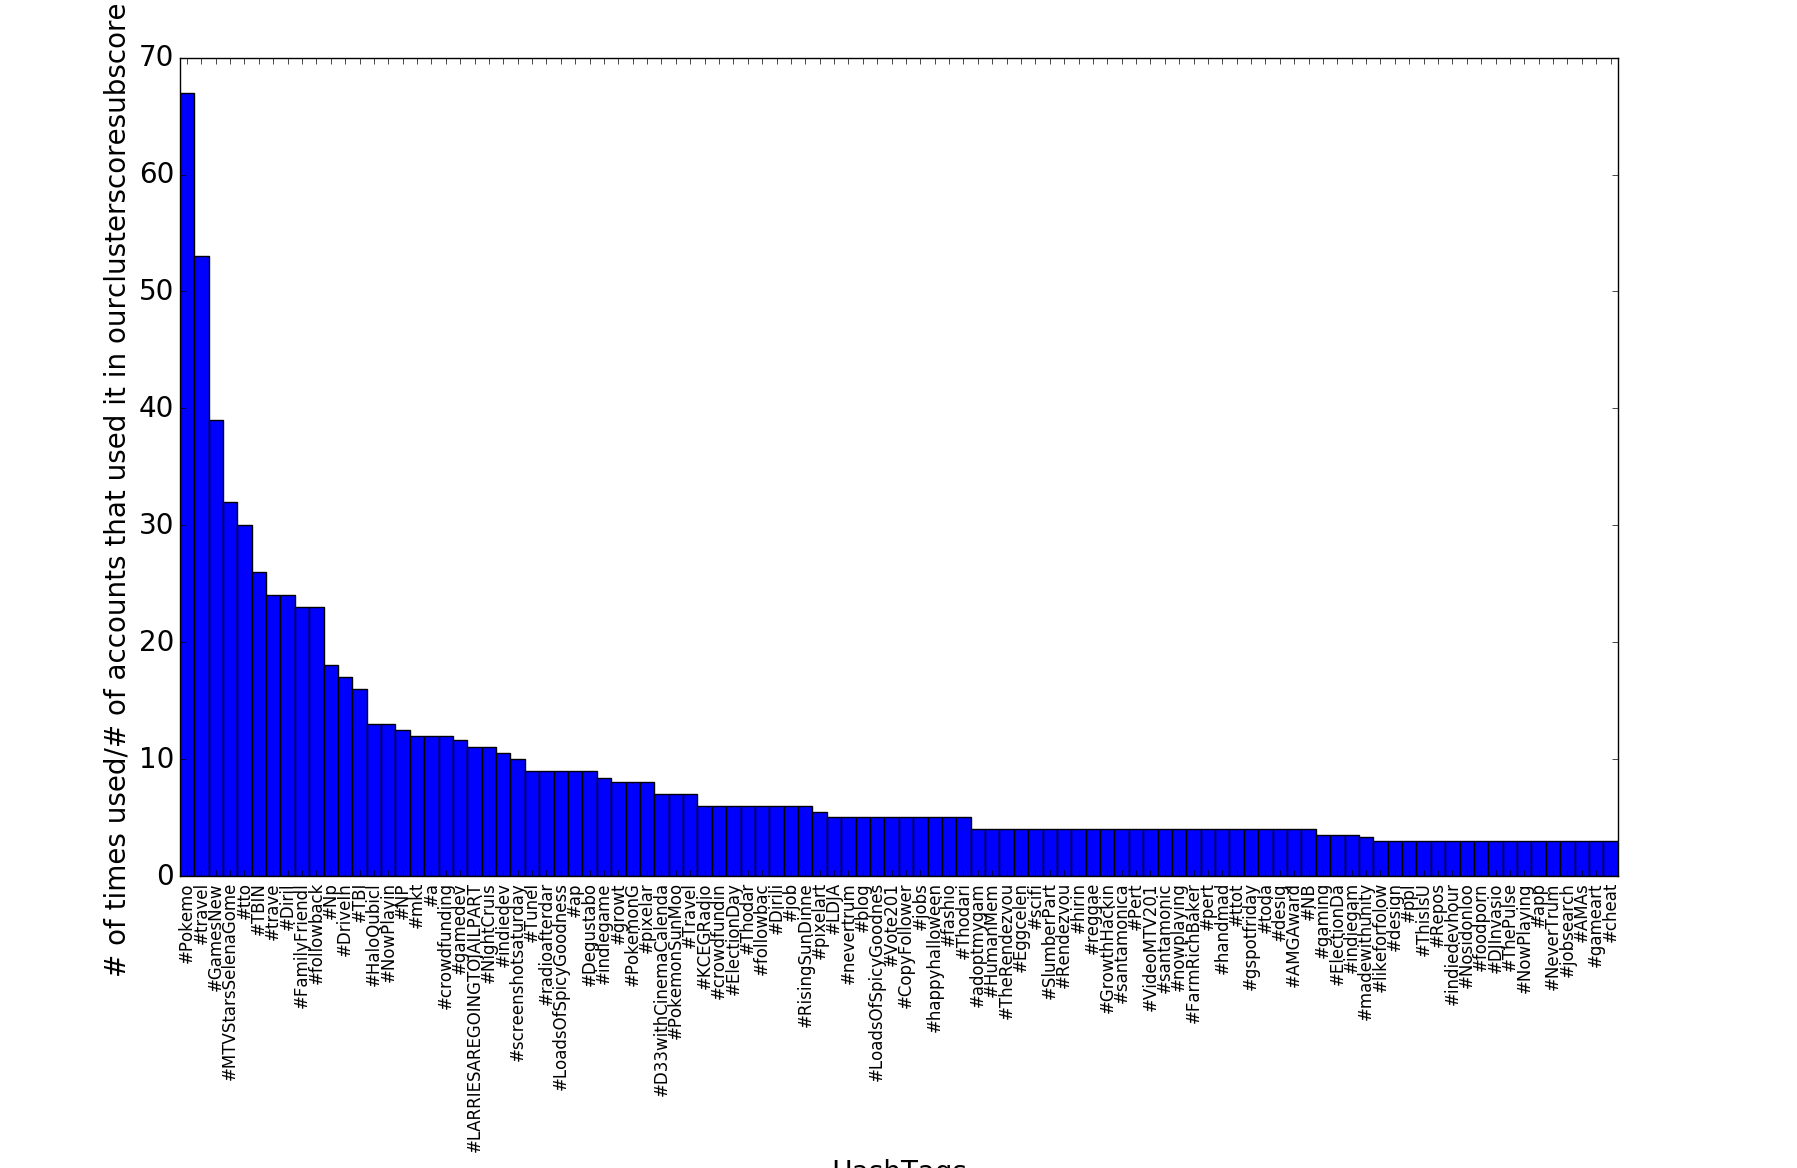 # of times used/# of accounts that used it in ourclusterscoresubscore
70
60
50
40
30
20
10
0
#Pokemo
#travel
#GamesNew
#MTVStarsSelenaGome
#tto
#TBIN
#trave
#Diril
#FamilyFriendl
#followback
#Np
#DriveIh
#TBI
#HaloQubicl
#NowPlayin
#NP
#mkt
#a
#crowdfunding
#gamedev
#LARRIESAREGOINGTOJAILPART
#NightCruis
#indiedev
#screenshotsaturday
#Tunel
#radioafterdar
#LoadsOfSpicyGoodness
#ap
#Degustabo
#indiegame
#growt
#PokemonG
#pixelar
#D33withCinemaCalenda
#PokemonSunMoo
#Travel
#KCEGRadio
#crowdfundin
#ElectionDay
#Thodar
#followbac
#Dirili
#job
#RisingSunDinne
#pixelart
#LDJA
#nevertrum
#blog
#LoadsOfSpicyGoodnes
#Vote201
#CopyFollower
#jobs
#happyhalloween
#fashio
#Thodari
#adoptmygam
#HumanMem
#TheRendezvou
#Eggcelen
#scifi
#SlumberPart
#Rendezvou
#hirin
#reggae
#GrowthHackin
#santamonica
#Pert
#VideoMTV201
#santamonic
#nowplaying
#FarmRichBaker
#pert
#handmad
#ttot
#gspotfriday
#toda
#desig
#AMGAward
#NB
#gaming
#ElectionDa
#indiegam
#madewithunity
#likeforfolow
#design
#ppl
#ThisIsU
#Repos
#indiedevhour
#Nosidonloo
#foodporn
#DJInvasio
#ThePulse
#NowPlaying
#app
#NeverTrum
#jobsearch
#AMAs
#gameart
#cheat
HashTags